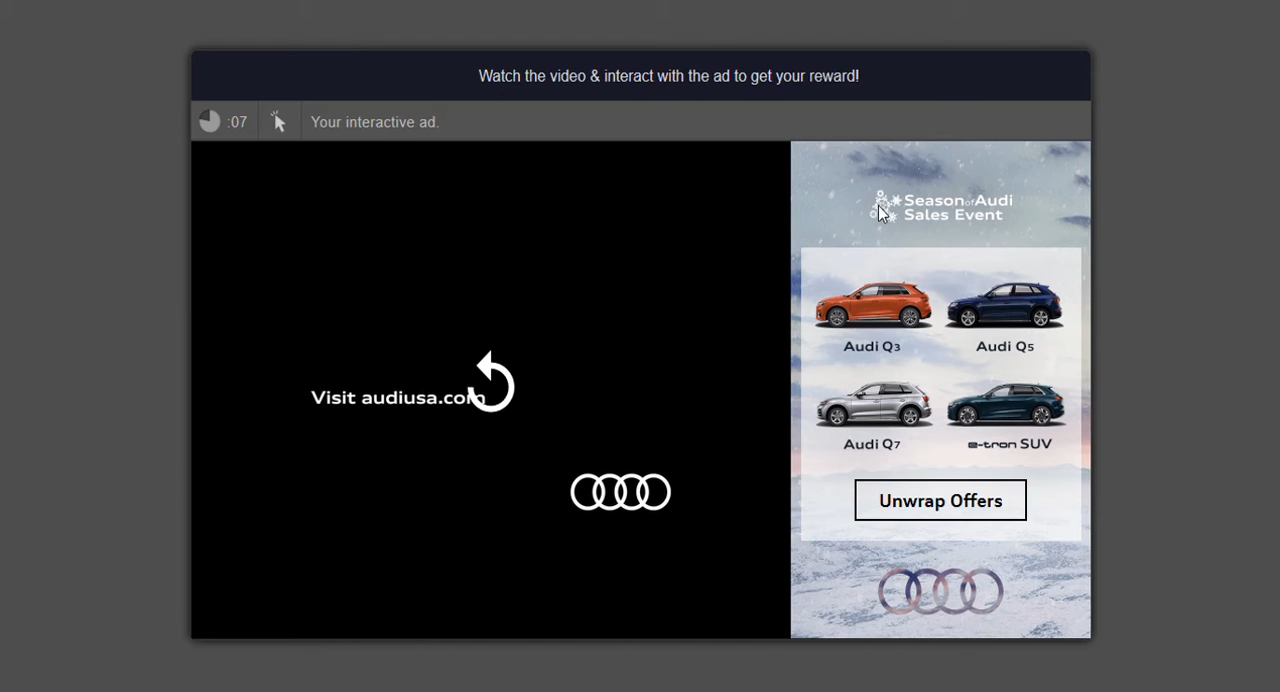 Watch the video & interact with the ad to get your reward!
:07
Your interactive ad.
Season of Audi
Sales Event
Visit audiusa.com
Audi Q3
Audi Q5
Audi Q7
e-tron SUV
Unwrap Offers